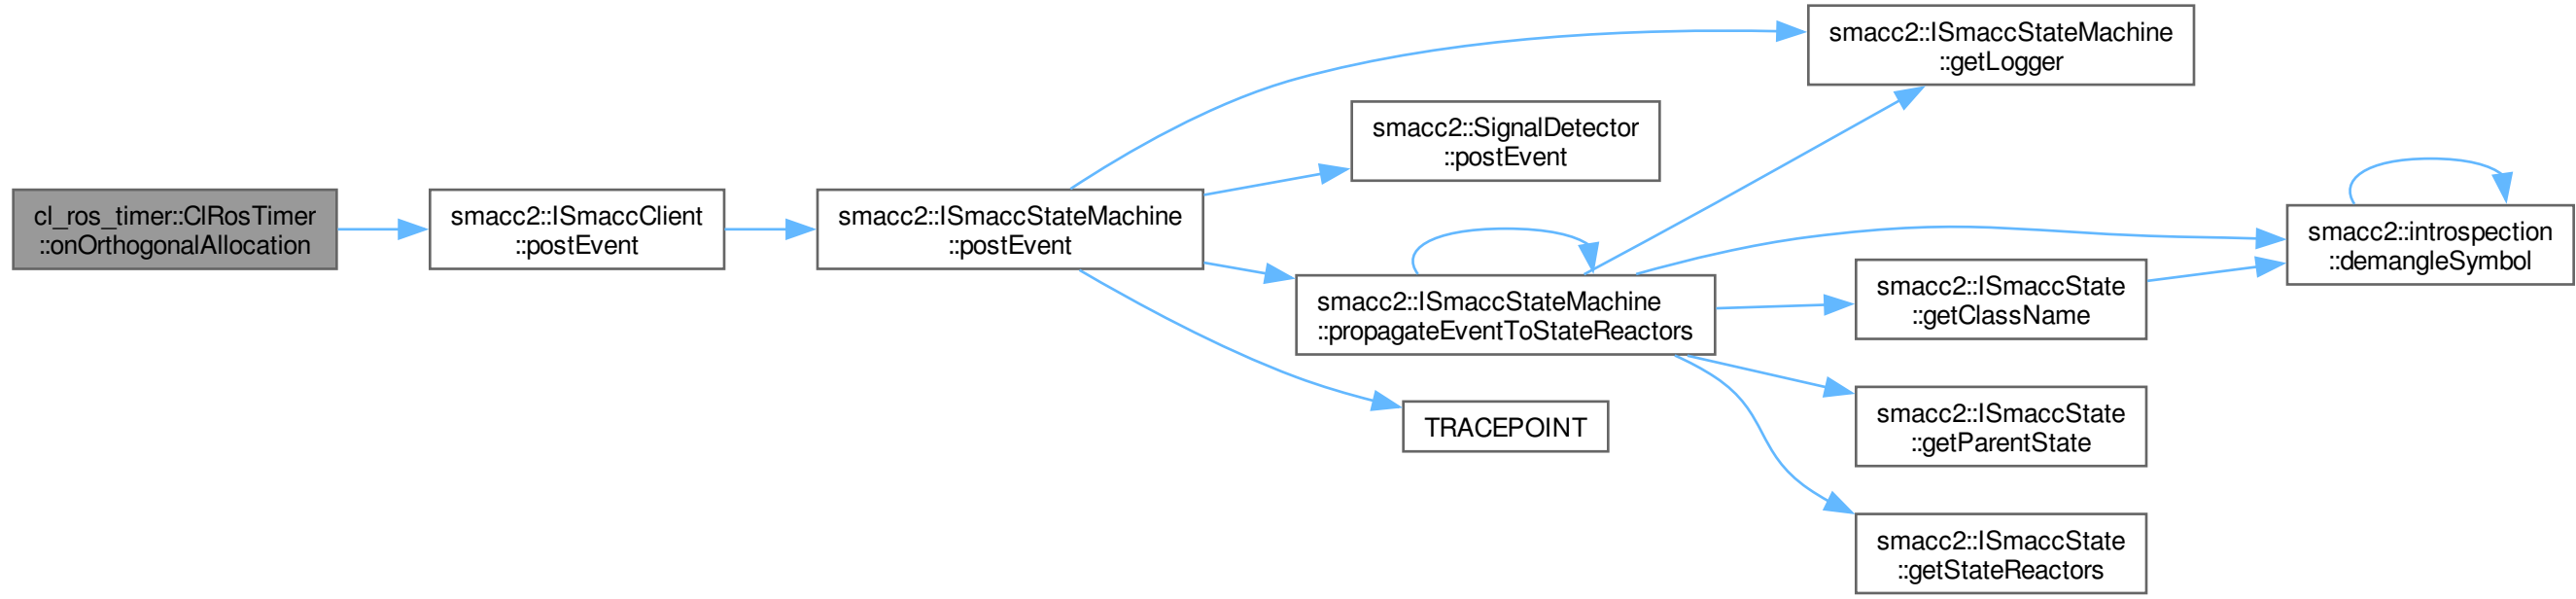 cl_ros_timer::ClRosTimer
::onOrthogonalAllocation
smacc2::ISmaccClient
::postEvent
smacc2::ISmaccStateMachine
::postEvent
smacc2::ISmaccStateMachine
::getLogger
smacc2::SignalDetector
::postEvent
smacc2::ISmaccStateMachine
::propagateEventToStateReactors
smacc2::introspection
::demangleSymbol
smacc2::ISmaccState
::getClassName
smacc2::ISmaccState
::getParentState
smacc2::ISmaccState
::getStateReactors
TRACEPOINT